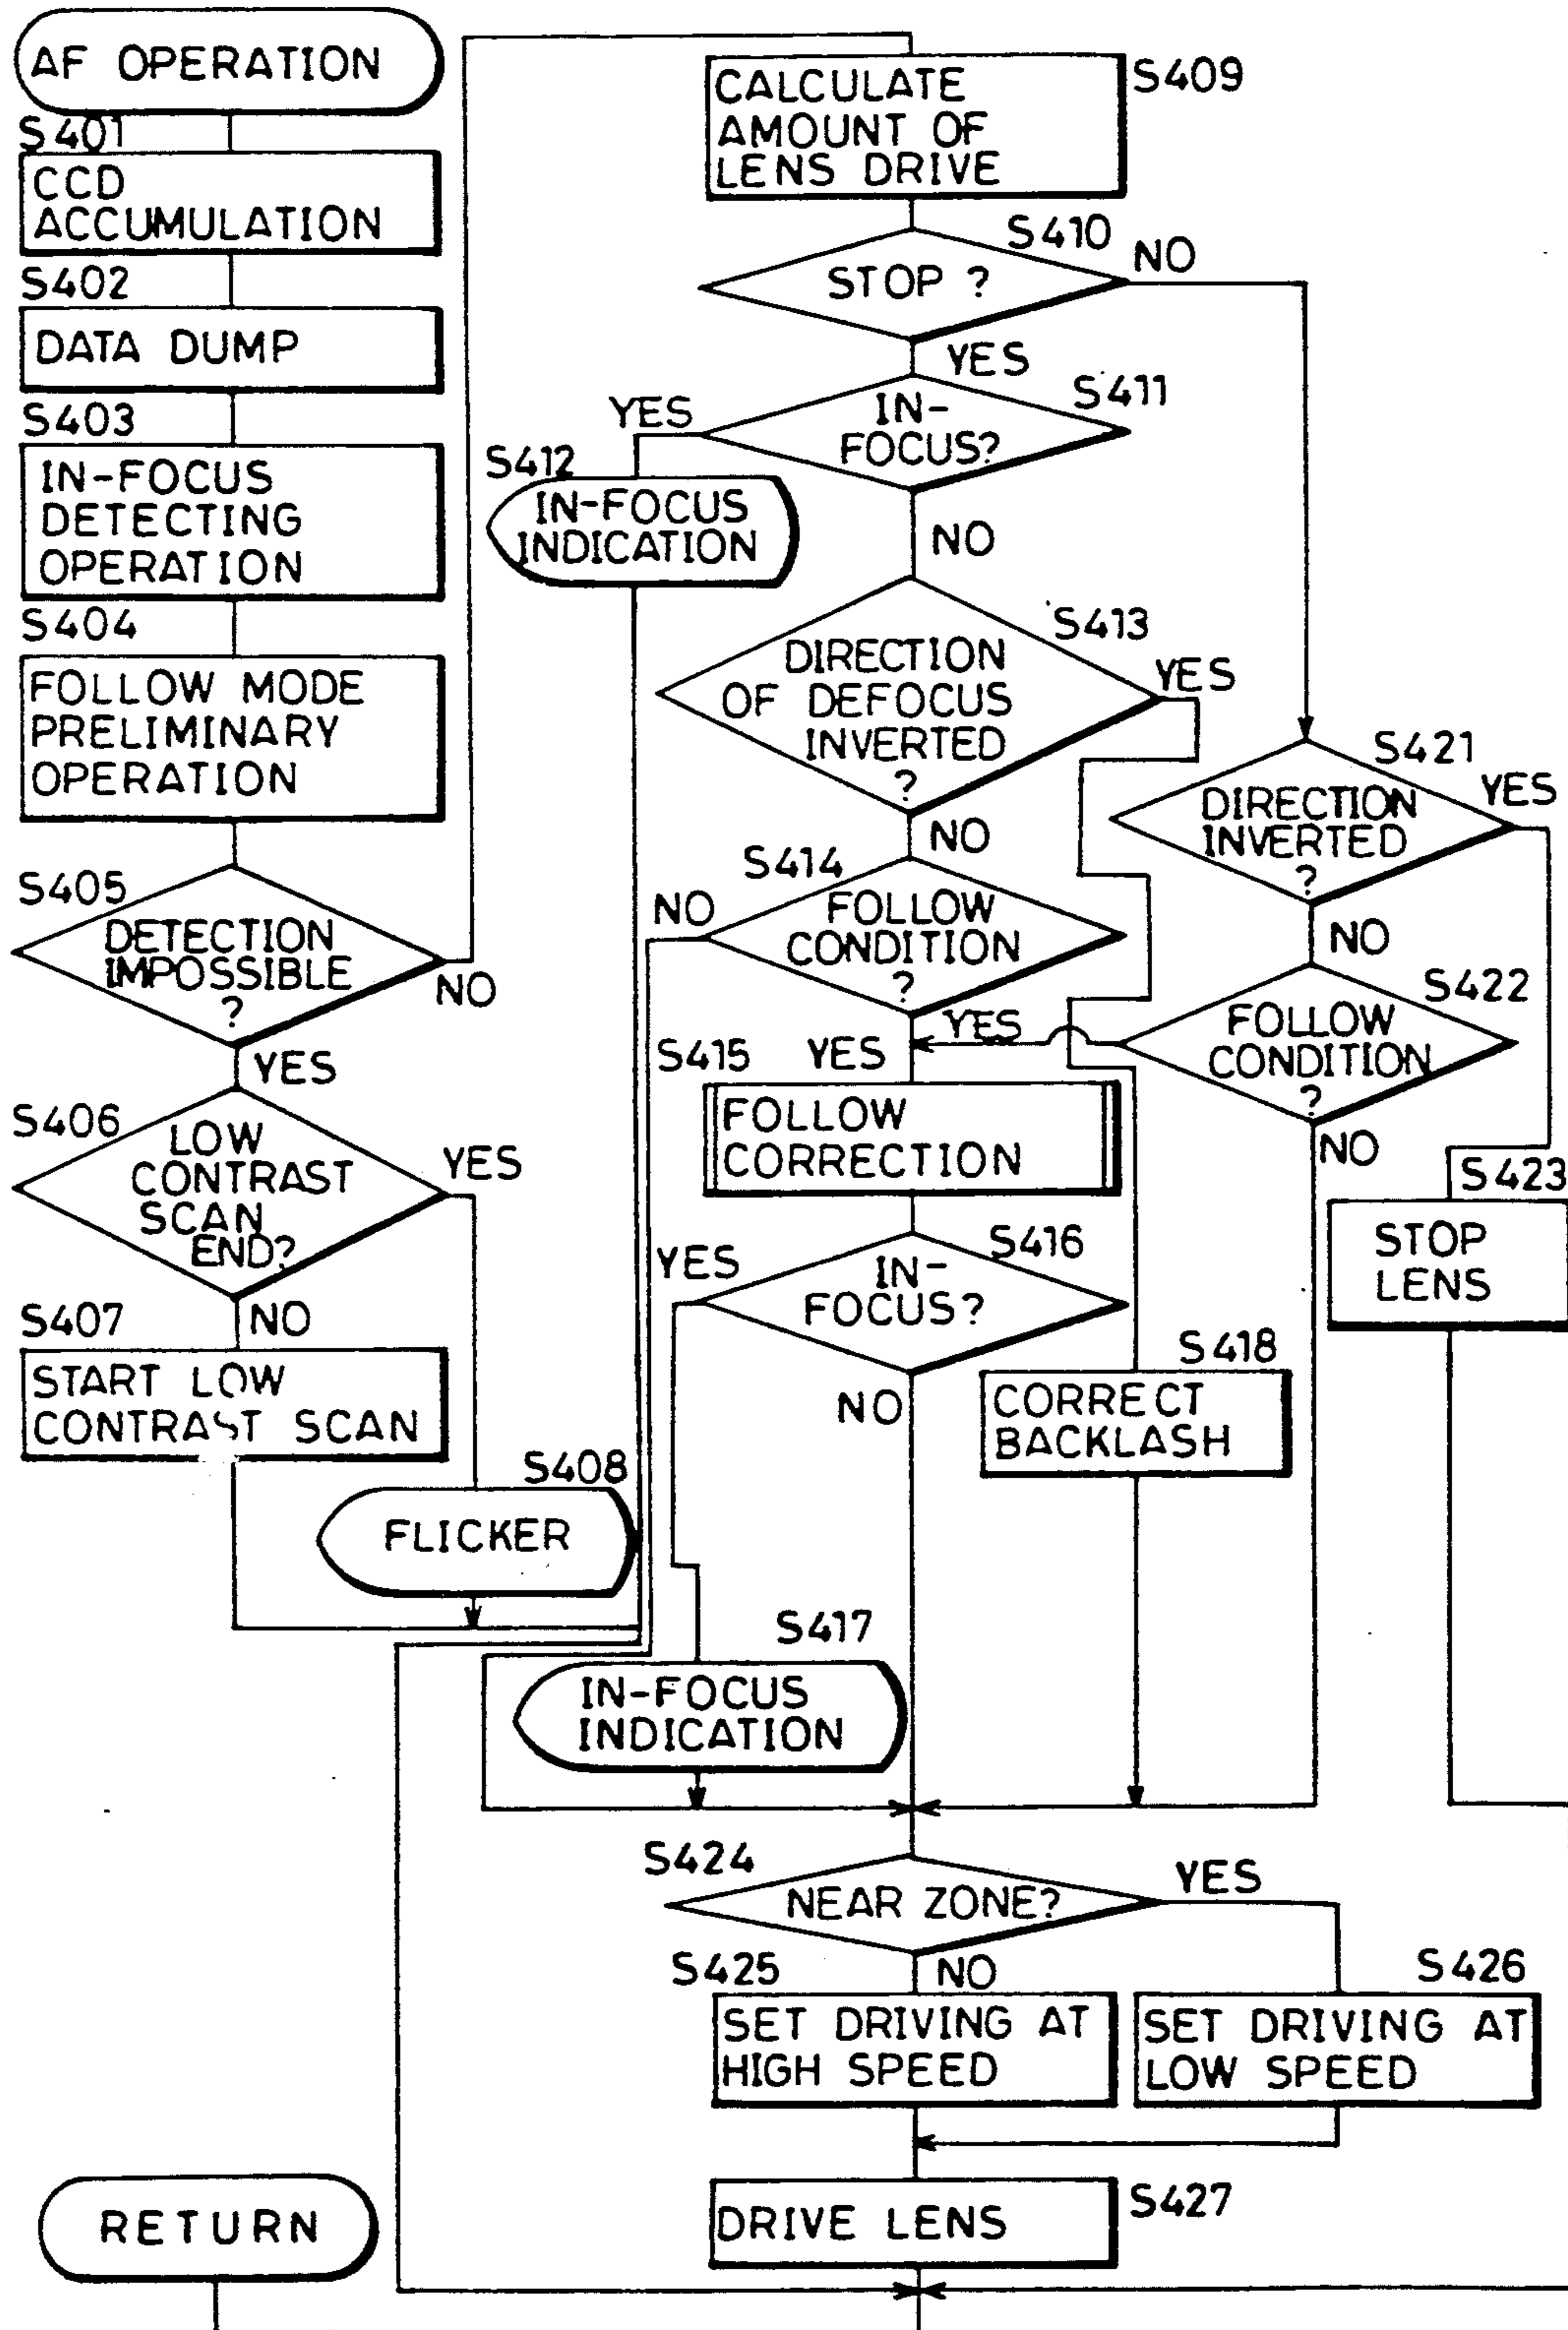 AF OPERATION
S401
CCD
ACCUMULATION
S402
DATA DUMP
S403
IN-FOCUS
DETECTING
OPERATION
S404
FOLLOW MODE
PRELIMINARY
OPERATION
S405
DETECTION
IMPOSSIBLE
?
NO
YES
S406
LOW
CONTRAST
SCAN
END?
YES
NO
S407
START LOW
CONTRAST SCAN
S408
FLICKER
S409
CALCULATE
AMOUNT OF
LENS DRIVE
S410
STOP ?
NO
YES
S411
IN-
FOCUS?
YES
NO
S412
IN-FOCUS
INDICATION
S413
DIRECTION
OF DEFOCUS
INVERTED
?
YES
NO
S414
FOLLOW
CONDITION
?
NO
YES
S415
FOLLOW
CORRECTION
S416
IN-
FOCUS?
YES
NO
S417
IN-FOCUS
INDICATION
S418
CORRECT
BACKLASH
S421
DIRECTION
INVERTED
?
YES
NO
S422
FOLLOW
CONDITION
?
YES
NO
S423
STOP
LENS
S424
NEAR ZONE?
YES
NO
S425
SET DRIVING AT
HIGH SPEED
S426
SET DRIVING AT
LOW SPEED
S427
DRIVE LENS
RETURN